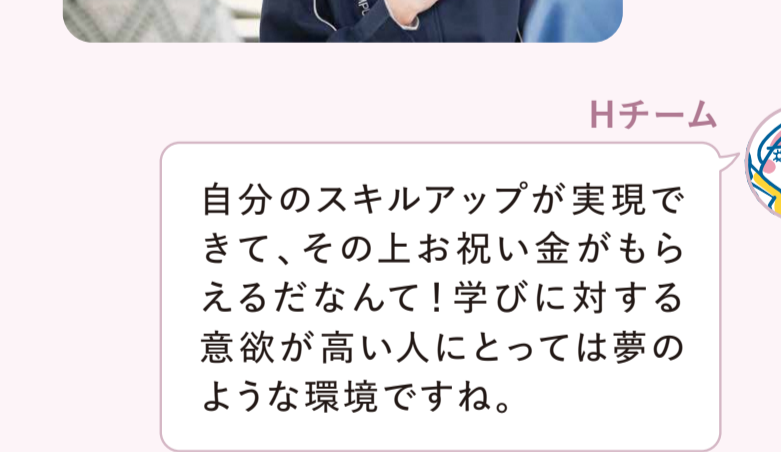 Hチーム
自分のスキルアップが実現で
きて、その上お祝い金がもら
えるだなんて！学びに対する
意欲が高い人にとっては夢の
ような環境ですね。